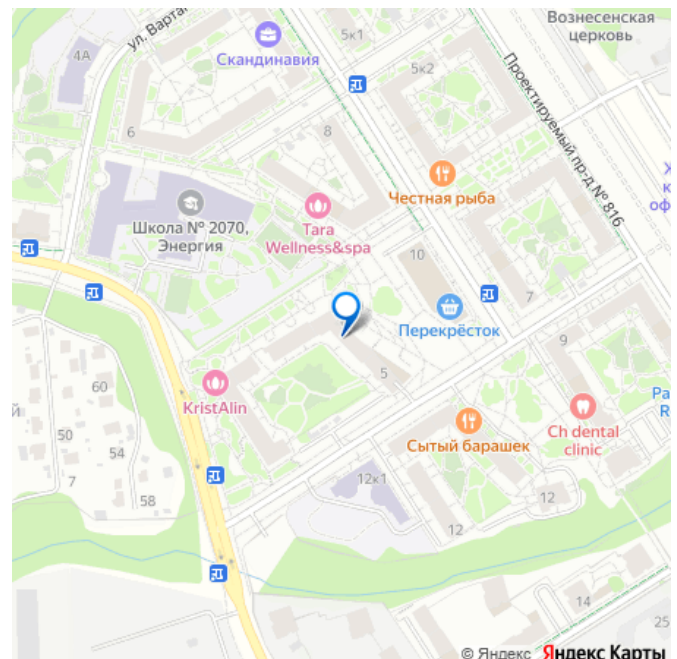 Вознесенская
церковь
ул. Варта
5к1
4А
Скандинавия
5к2
Проектируемый пр-д № 816
6
8
Честная рыба
Школа № 2070,
Энергия
Tara
Wellness&spa
10
7
Перекрёсток
9
5
60
KristAlin
50
54
Сытый барашек
Ch dental
clinic
7
58
12к1
12
12
14
25
© Яндекс Яндекс Карты